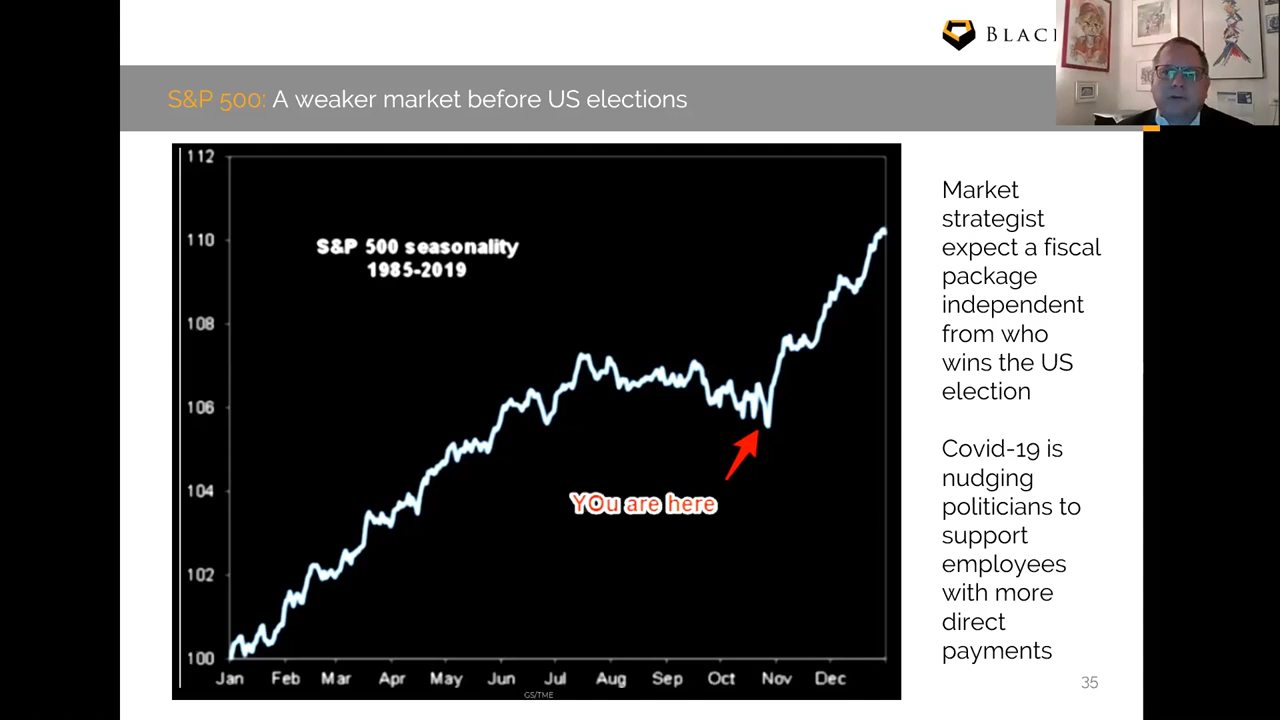 BLAC
S&P 500: A weaker market before US elections
112
110
108
106
104
102
100
S&P 500 seasonality
1985-2019
YOu are here
Jan Feb Mar Apr May Jun Jul Aug Sep Oct Nov Dec
GS/TME
Market
strategist
expect a fiscal
package
independent
from who
wins the US
election
Covid-19 is
nudging
politicians to
support
employees
with more
direct
payments
35